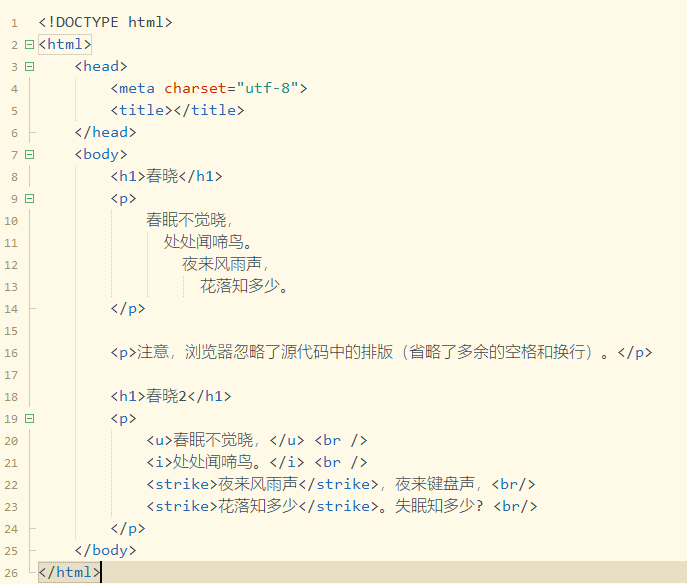 1 <!DOCTYPE html>
2 <html>
3     <head>
4         <meta charset="utf-8">
5         <title></title>
6     </head>
7     <body>
8         <h1>春晓</h1>
9         <p>
10             春眠不觉晓，
11               处处闻啼鸟。
12                 夜来风雨声，
13                   花落知多少。
14         </p>
15
16         <p>注意，浏览器忽略了源代码中的排版（省略了多余的空格和换行）。</p>
17
18         <h1>春晓2</h1>
19         <p>
20             <u>春眠不觉晓，</u> <br />
21             <i>处处闻啼鸟。</i> <br />
22             <strike>夜来风雨声</strike>，夜来键盘声，<br/>
23             <strike>花落知多少</strike>。失眠知多少? <br/>
24         </p>
25     </body>
26 </html>